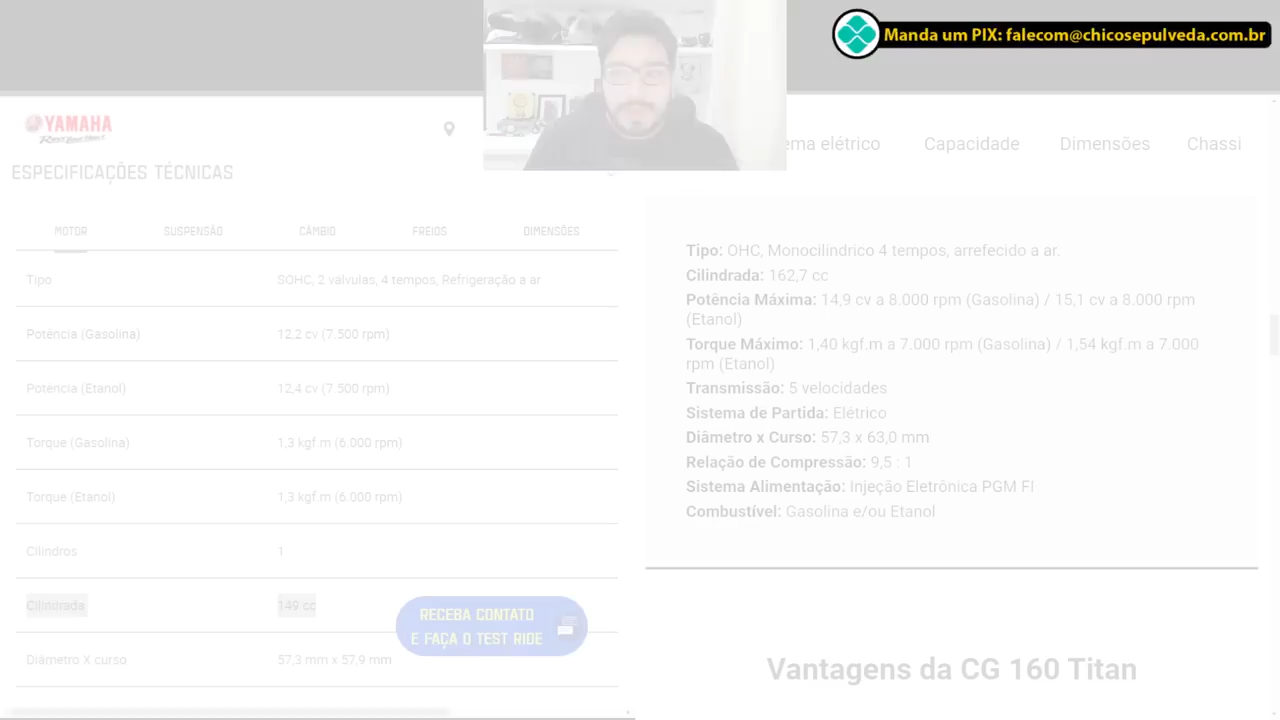 Manda um PIX: falecom@chicosepulveda.com.br
YAMAHA
ESPECIFICAÇÕES TÉCNICAS
MOTOR SUSPENSÃO CÂMBIO FREIOS DIMENSÕES
Tipo SOHC, 2 válvulas, 4 tempos, Refrigeração a ar
Potência (Gasolina) 12,2 cv (7.500 rpm)
Potencia (Etanol) 12,4 cv (7.500 rpm)
Torque (Gasolina) 1,3 kgf.m (6.000 rpm)
Torque (Etanol) 1,3 kgf.m (6.000 rpm)
Cilindros 1
Cilindrada 149 cc
RECEBA CONTATO
E FAÇA O TEST RIDE
Diâmetro X curso 57,3 mm x 57,9 mm
ema elétrico Capacidade Dimensões Chassi
Tipo: OHC, Monocilíndrico 4 tempos, arrefecido a ar.
Cilindrada: 162,7 cc
Potência Máxima: 14,9 cv a 8.000 rpm (Gasolina) / 15,1 cv a 8.000 rpm
(Etanol)
Torque Máximo: 1,40 kgf.m a 7.000 rpm (Gasolina) / 1,54 kgf.m a 7.000
rpm (Etanol)
Transmissão: 5 velocidades
Sistema de Partida: Elétrico
Diâmetro x Curso: 57,3 x 63,0 mm
Relação de Compressão: 9,5 : 1
Sistema Alimentação: Injeção Eletrônica PGM FI
Combustível: Gasolina e/ou Etanol
Vantagens da CG 160 Titan